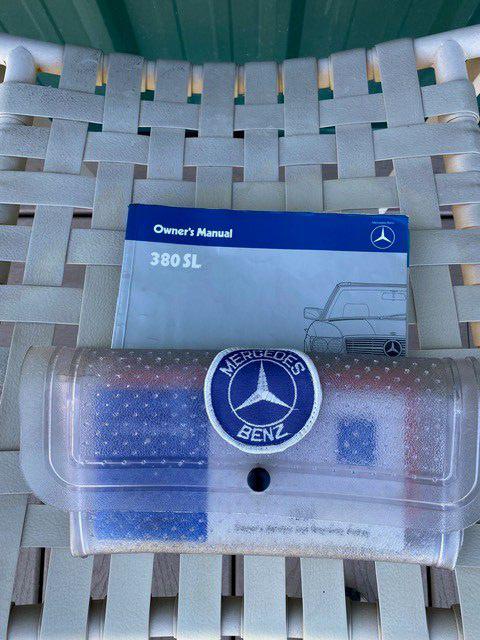 Mercedes-Benz
Owner's Manual
380 SL
MERCEDES
BENZ